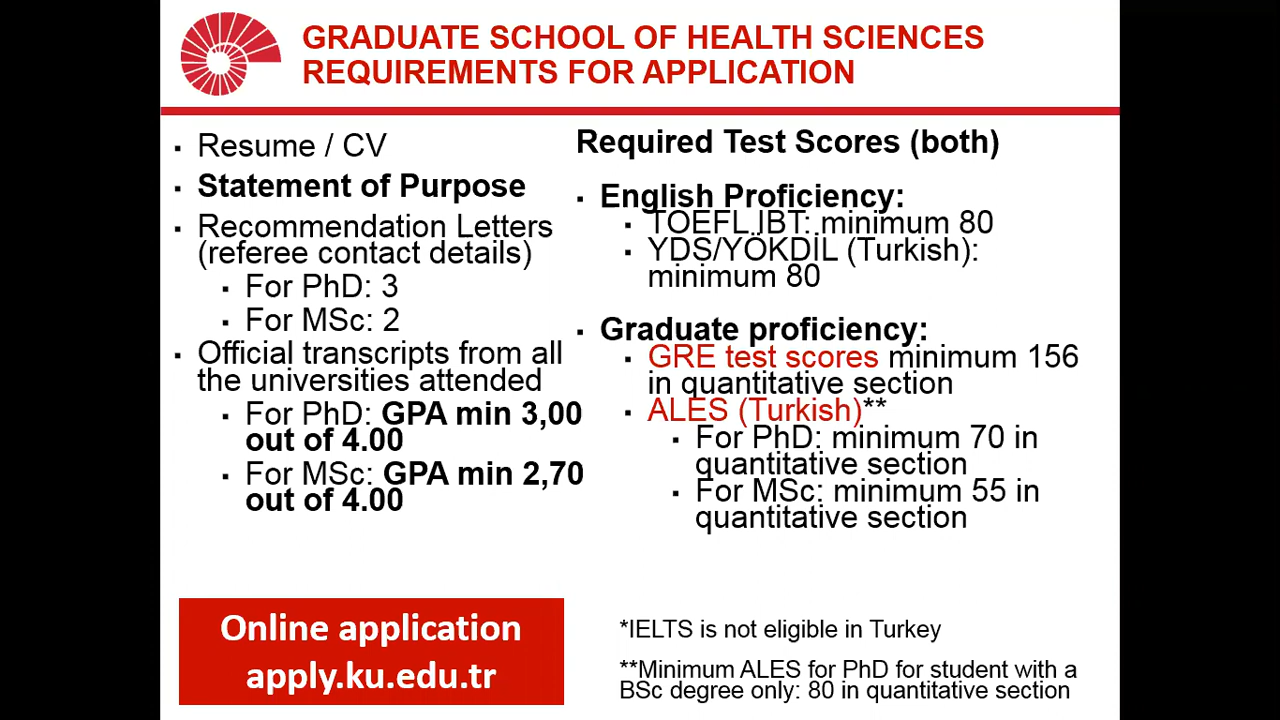 GRADUATE SCHOOL OF HEALTH SCIENCES
REQUIREMENTS FOR APPLICATION
▪ Resume / CV
▪ Statement of Purpose
▪ Recommendation Letters
(referee contact details)
▪ For PhD: 3
▪ For MSc: 2
▪ Official transcripts from all
the universities attended
▪ For PhD: GPA min 3,00
out of 4.00
▪ For MSc: GPA min 2,70
out of 4.00
Required Test Scores (both)
▪ English Proficiency:
▪ TOEFL IBT: minimum 80
▪ YDS/YÖKDİL (Turkish):
minimum 80
▪ Graduate proficiency:
▪ GRE test scores minimum 156
in quantitative section
▪ ALES (Turkish)**
▪ For PhD: minimum 70 in
quantitative section
▪ For MSc: minimum 55 in
quantitative section
Online application
apply.ku.edu.tr
*IELTS is not eligible in Turkey
**Minimum ALES for PhD for student with a
BSc degree only: 80 in quantitative section